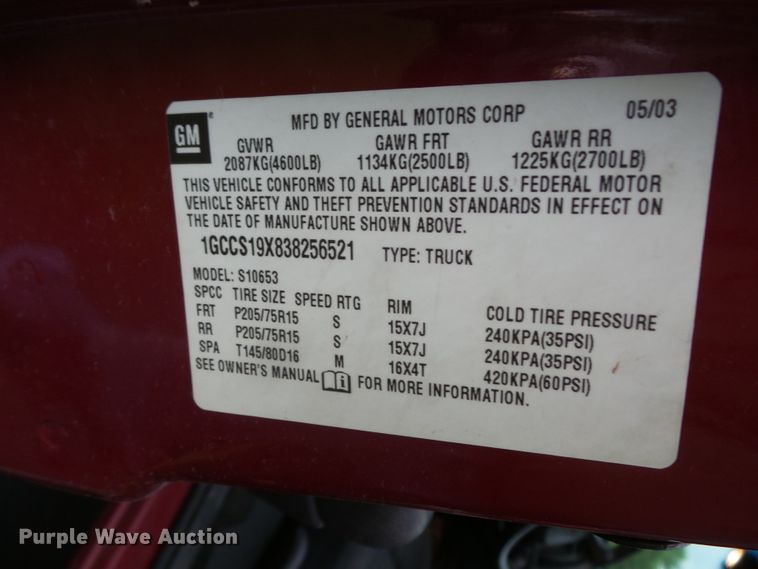 GM
MFD BY GENERAL MOTORS CORP 05/03
GVWR GAWR FRT GAWR RR
2087KG(4600LB) 1134KG(2500LB) 1225KG(2700LB)
THIS VEHICLE CONFORMS TO ALL APPLICABLE U.S. FEDERAL MOTOR
VEHICLE SAFETY AND THEFT PREVENTION STANDARDS IN EFFECT ON
THE DATE OF MANUFACTURE SHOWN ABOVE.
1GCCS19X838256521 TYPE: TRUCK
MODEL: S10653
SPCC TIRE SIZE SPEED RTG RIM COLD TIRE PRESSURE
FRT P205/75R15 S 15X7J 240KPA(35PSI)
RR P205/75R15 S 15X7J 240KPA(35PSI)
SPA T145/80D16 M 16X4T 420KPA(60PSI)
SEE OWNER'S MANUAL FOR MORE INFORMATION.
Purple Wave Auction